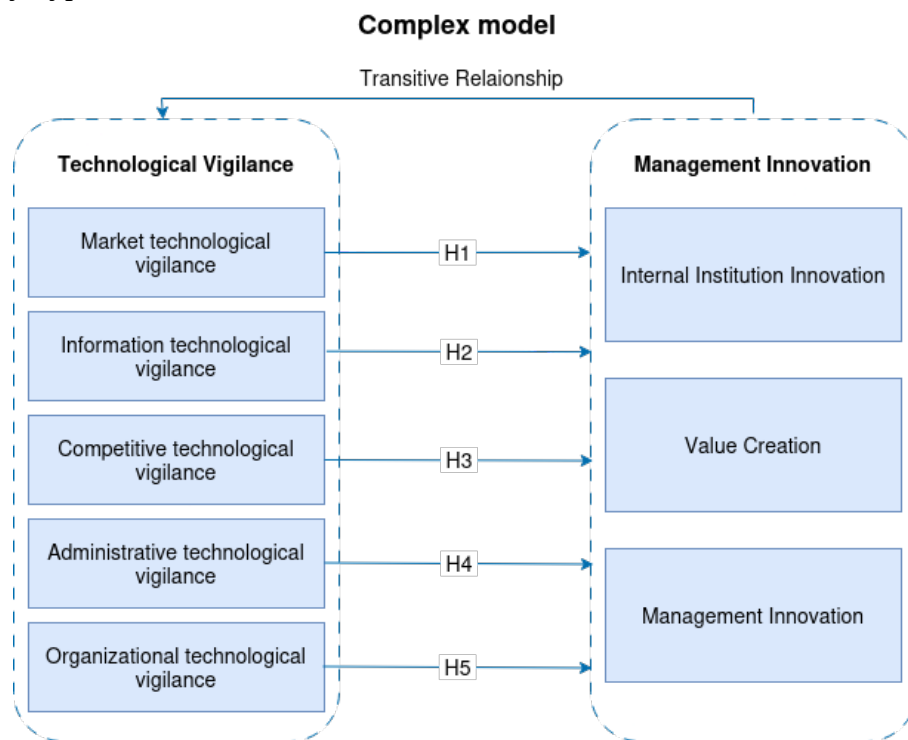 Complex model
Transitive Relaionship
Technological Vigilance
Management Innovation
Market technological
vigilance
H1
Internal Institution Innovation
Information technological
vigilance
H2
Competitive technological
vigilance
H3
Value Creation
Administrative technological
vigilance
H4
Management Innovation
Organizational technological
vigilance
H5